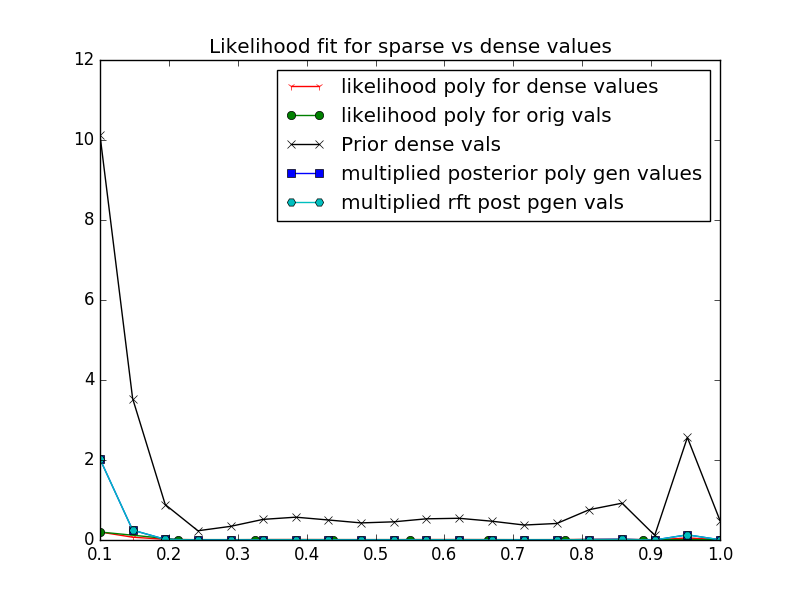 Likelihood fit for sparse vs dense values
12
10
8
6
4
2
0
likelihood poly for dense values
likelihood poly for orig vals
Prior dense vals
multiplied posterior poly gen values
multiplied rft post pgen vals
0.1 0.2 0.3 0.4 0.5 0.6 0.7 0.8 0.9 1.0